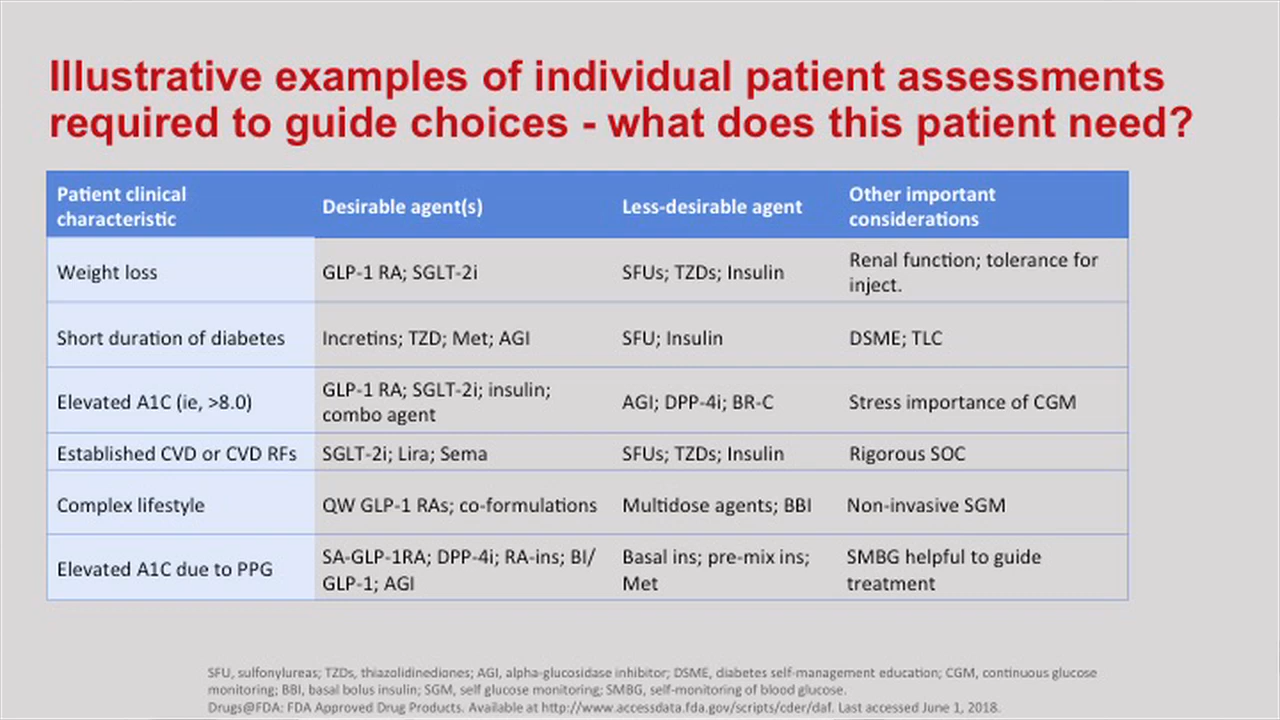 Illustrative examples of individual patient assessments
required to guide choices - what does this patient need?
Patient clinical
characteristic
Desirable agent(s)
Less-desirable agent
Other important
considerations
Weight loss
GLP-1 RA; SGLT-2i
SFUs; TZDs; Insulin
Renal function; tolerance for
inject.
Short duration of diabetes
Incretins; TZD; Met; AGI
SFU; Insulin
DSME; TLC
Elevated A1C (ie, >8.0)
GLP-1 RA; SGLT-2i; insulin;
combo agent
AGI; DPP-4i; BR-C
Stress importance of CGM
Established CVD or CVD RFs
SGLT-2i; Lira; Sema
SFUs; TZDs; Insulin
Rigorous SOC
Complex lifestyle
QW GLP-1 RAs; co-formulations
Multidose agents; BBI
Non-invasive SGM
Elevated A1C due to PPG
SA-GLP-1RA; DPP-4i; RA-ins; BI/
GLP-1; AGI
Basal ins; pre-mix ins;
Met
SMBG helpful to guide
treatment
SFU, sulfonylureas; TZDs, thiazolidinediones; AGI, alpha-glucosidase inhibitor; DSME, diabetes self-management education; CGM, continuous glucose
monitoring; BBI, basal bolus insulin; SGM, self glucose monitoring; SMBG, self-monitoring of blood glucose.
Drugs@FDA: FDA Approved Drug Products. Available at http://www.accessdata.fda.gov/scripts/cder/daf. Last accessed June 1, 2018.